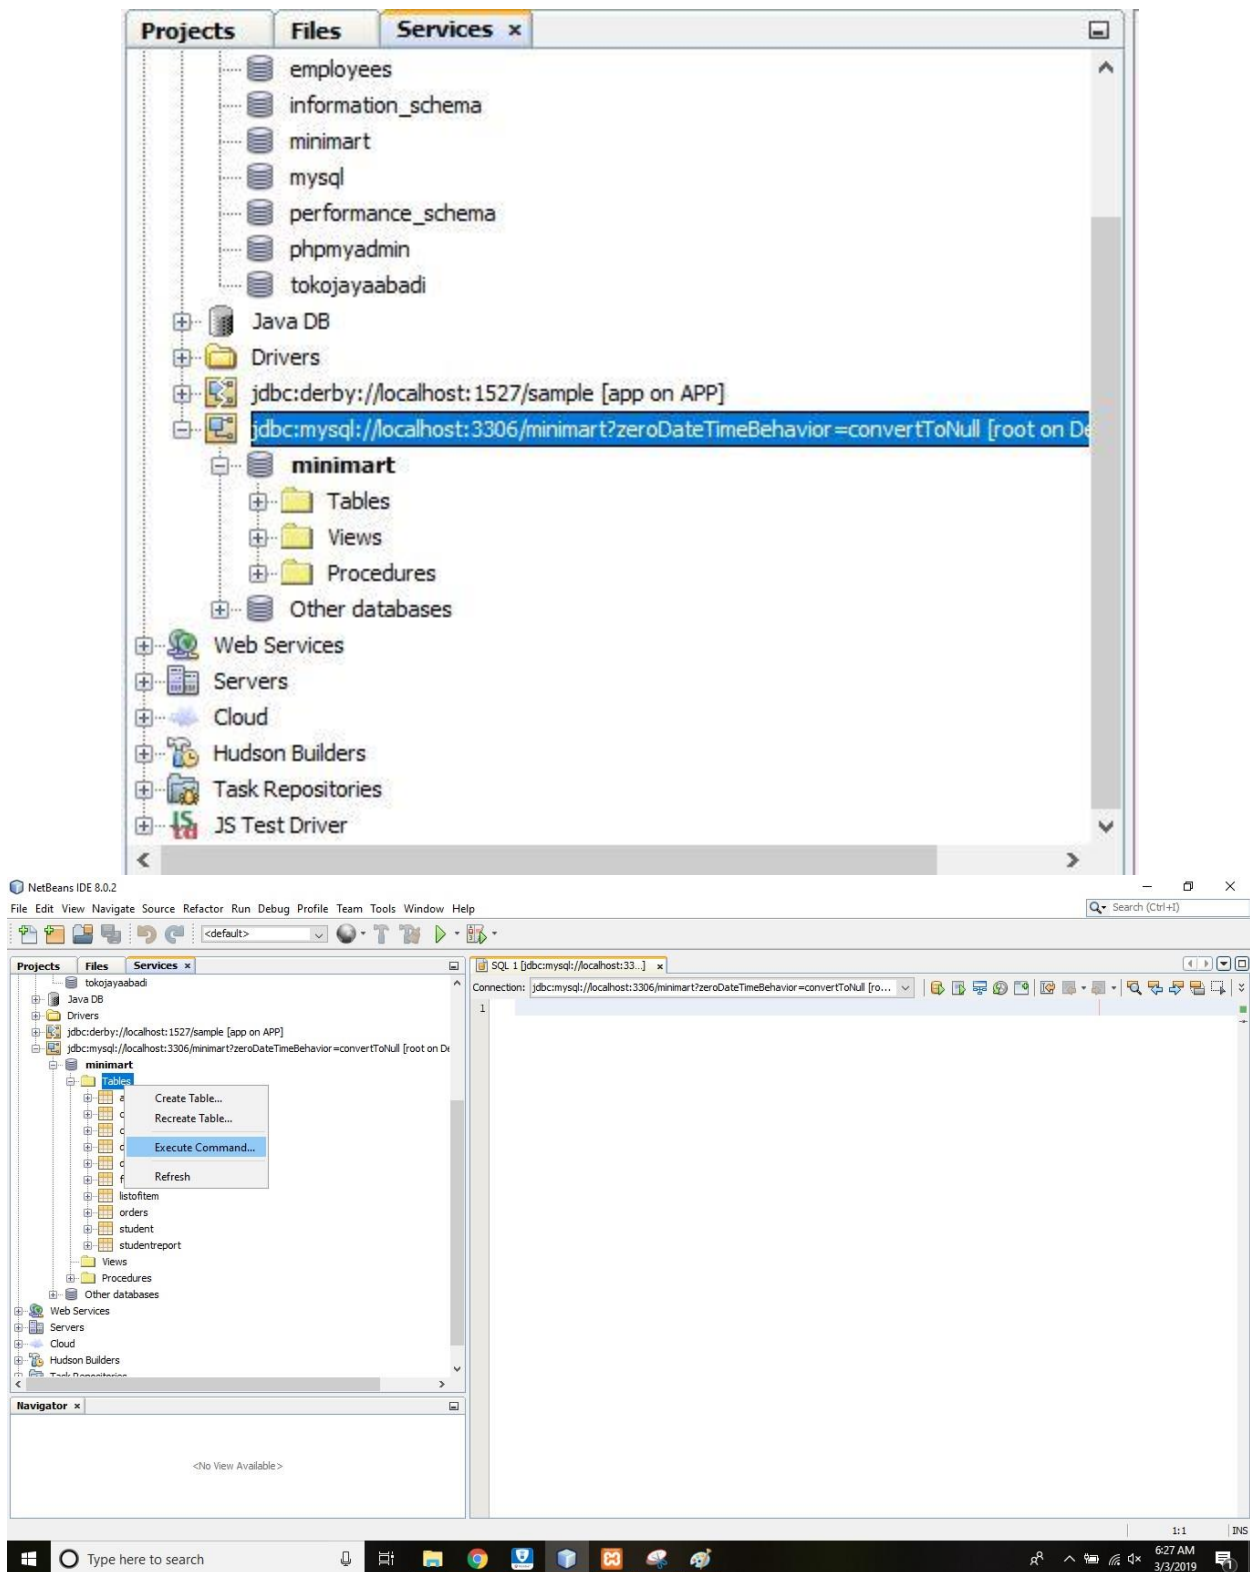 Projects Files Services x
employees
information_schema
minimart
mysql
performance_schema
phpmyadmin
tokojayaabadi
Java DB
Drivers
jdbc:derby://localhost:1527/sample [app on APP]
jdbc:mysql://localhost:3306/minimart?zeroDateTimeBehavior=convertToNull [root on De
minimart
Tables
Views
Procedures
Other databases
Web Services
Servers
Cloud
Hudson Builders
Task Repositories
JS Test Driver
NetBeans IDE 8.0.2
File Edit View Navigate Source Refactor Run Debug Profile Team Tools Window Help
Search (Ctrl+I)
<default>
Projects Files Services x
SQL 1 [jdbc:mysql://localhost:33...] x
Connection: jdbc:mysql://localhost:3306/minimart?zeroDateTimeBehavior=convertToNull [ro...
1
tokojayaabadi
Java DB
Drivers
jdbc:derby://localhost:1527/sample [app on APP]
jdbc:mysql://localhost:3306/minimart?zeroDateTimeBehavior=convertToNull [root on De
minimart
Tables
Create Table...
Recreate Table...
Execute Command...
Refresh
listofitem
orders
student
studentreport
Views
Procedures
Other databases
Web Services
Servers
Cloud
Hudson Builders
Task Repositories
Navigator x
<No View Available>
1:1 INS
Type here to search
6:27 AM
3/3/2019